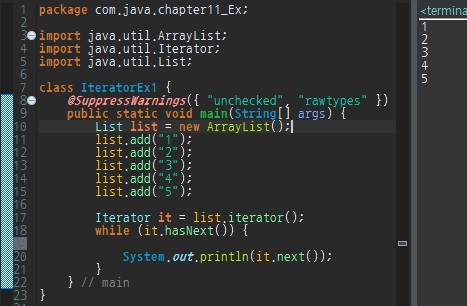 1 package com.java.chapter11_Ex;
2
3 import java.util.ArrayList;
4 import java.util.Iterator;
5 import java.util.List;
6
7 class IteratorEx1 {
8 @SuppressWarnings({ "unchecked", "rawtypes" })
9 public static void main(String[] args) {
10 List list = new ArrayList();
11 list.add("1");
12 list.add("2");
13 list.add("3");
14 list.add("4");
15 list.add("5");
16
17 Iterator it = list.iterator();
18 while (it.hasNext()) {
19
20 System.out.println(it.next());
21 }
22 } // main
23 }
<termina
1
2
3
4
5